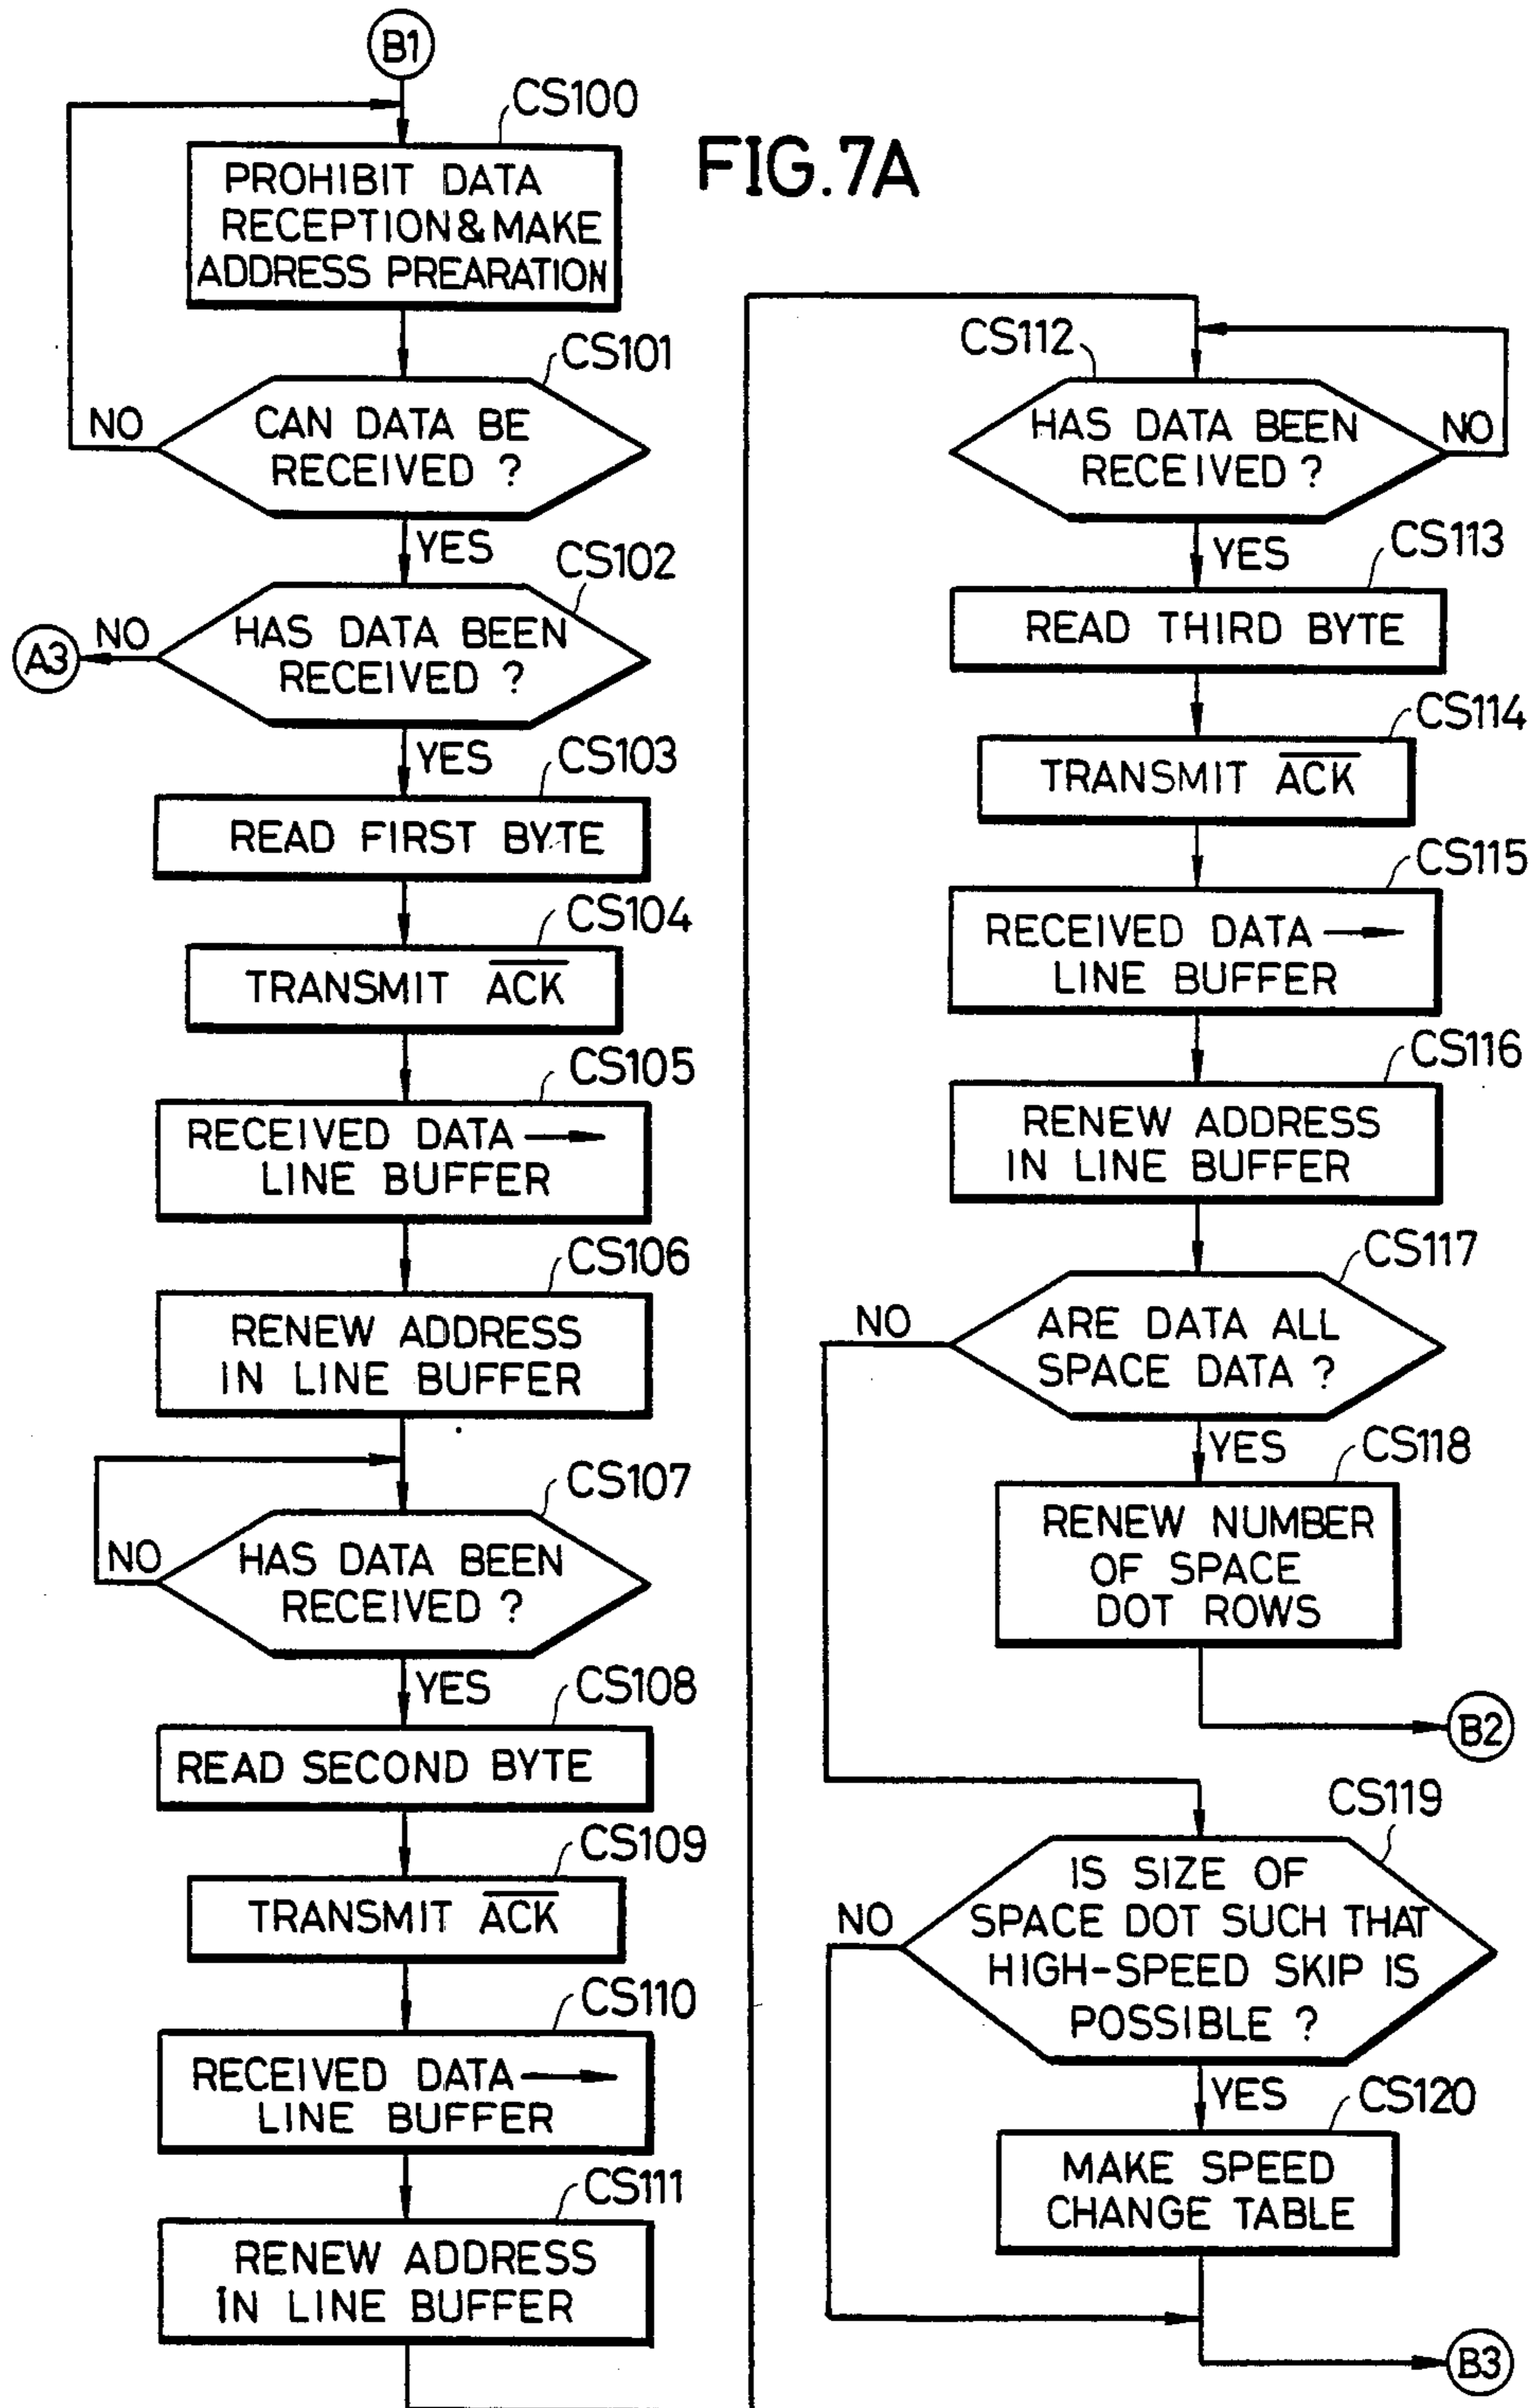 B1
CS100
FIG.7A
PROHIBIT DATA
RECEPTION&MAKE
ADDRESS PREARATION
CS101
NO
CAN DATA BE
RECEIVED ?
YES
CS102
A3
NO
HAS DATA BEEN
RECEIVED ?
YES
CS103
READ FIRST BYTE
CS104
TRANSMIT A̅C̅K̅
CS105
RECEIVED DATA →
LINE BUFFER
CS106
RENEW ADDRESS
IN LINE BUFFER
CS107
NO
HAS DATA BEEN
RECEIVED ?
YES
CS108
READ SECOND BYTE
CS109
TRANSMIT A̅C̅K̅
CS110
RECEIVED DATA →
LINE BUFFER
CS111
RENEW ADDRESS
IN LINE BUFFER
CS112
HAS DATA BEEN
RECEIVED ?
NO
YES
CS113
READ THIRD BYTE
CS114
TRANSMIT A̅C̅K̅
CS115
RECEIVED DATA →
LINE BUFFER
CS116
RENEW ADDRESS
IN LINE BUFFER
CS117
NO
ARE DATA ALL
SPACE DATA ?
YES
CS118
RENEW NUMBER
OF SPACE
DOT ROWS
B2
CS119
NO
IS SIZE OF
SPACE DOT SUCH THAT
HIGH-SPEED SKIP IS
POSSIBLE ?
YES
CS120
MAKE SPEED
CHANGE TABLE
B3